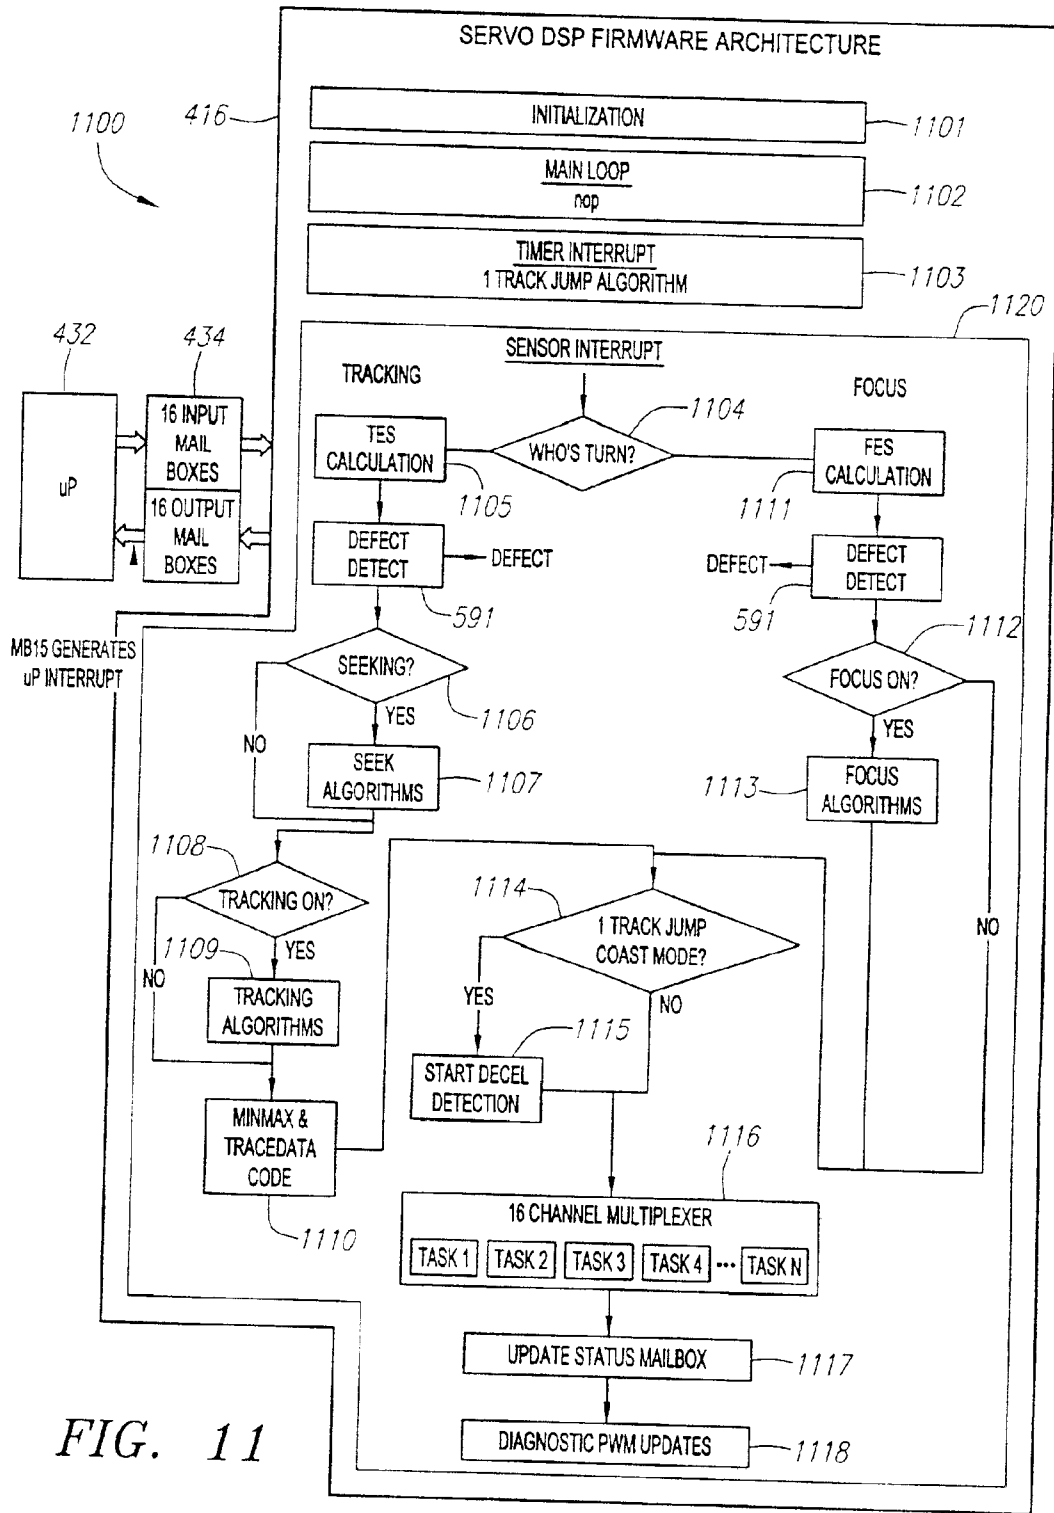 SERVO DSP FIRMWARE ARCHITECTURE
1100
416
INITIALIZATION
1101
MAIN LOOP
nop
1102
TIMER INTERRUPT
1 TRACK JUMP ALGORITHM
1103
1120
432
434
uP
16 INPUT
MAIL
BOXES
16 OUTPUT
MAIL
BOXES
MB15 GENERATES
uP INTERRUPT
SENSOR INTERRUPT
TRACKING
FOCUS
WHO'S TURN?
1104
TES
CALCULATION
1105
FES
CALCULATION
1111
DEFECT
DETECT
DEFECT
591
DEFECT
DEFECT
DETECT
591
SEEKING?
1106
YES
NO
SEEK
ALGORITHMS
1107
FOCUS ON?
1112
YES
NO
FOCUS
ALGORITHMS
1113
1108
TRACKING ON?
YES
NO
1109
TRACKING
ALGORITHMS
MINMAX &
TRACEDATA
CODE
1110
1114
1 TRACK JUMP
COAST MODE?
YES
NO
START DECEL
DETECTION
1115
1116
16 CHANNEL MULTIPLEXER
TASK 1 TASK 2 TASK 3 TASK 4 ••• TASK N
UPDATE STATUS MAILBOX
1117
DIAGNOSTIC PWM UPDATES
1118
FIG. 11